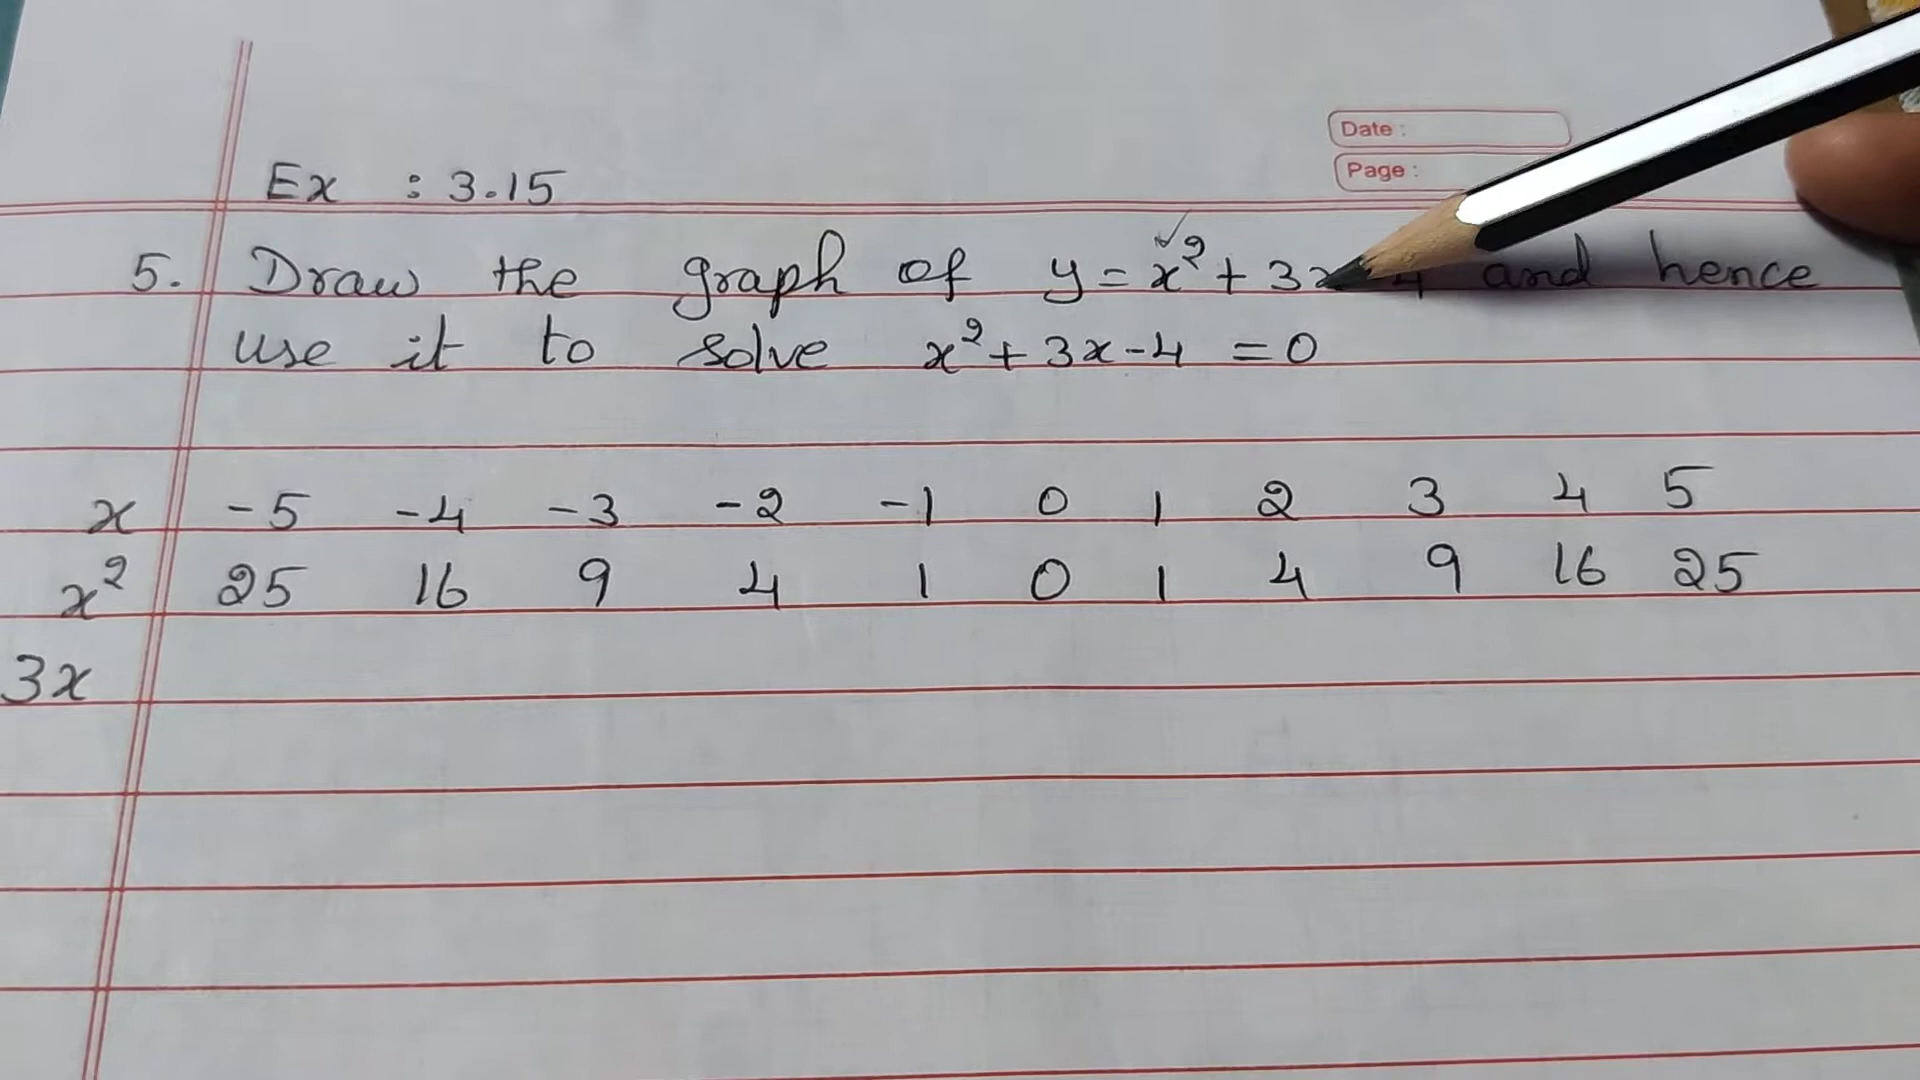 Date :
Page :
Ex : 3.15
5. Draw the graph of y = x² + 3x 4 and hence
use it to solve x² + 3x - 4 = 0
x -5 -4 -3 -2 -1 0 1 2 3 4 5
x² 25 16 9 4 1 0 1 4 9 16 25
3x